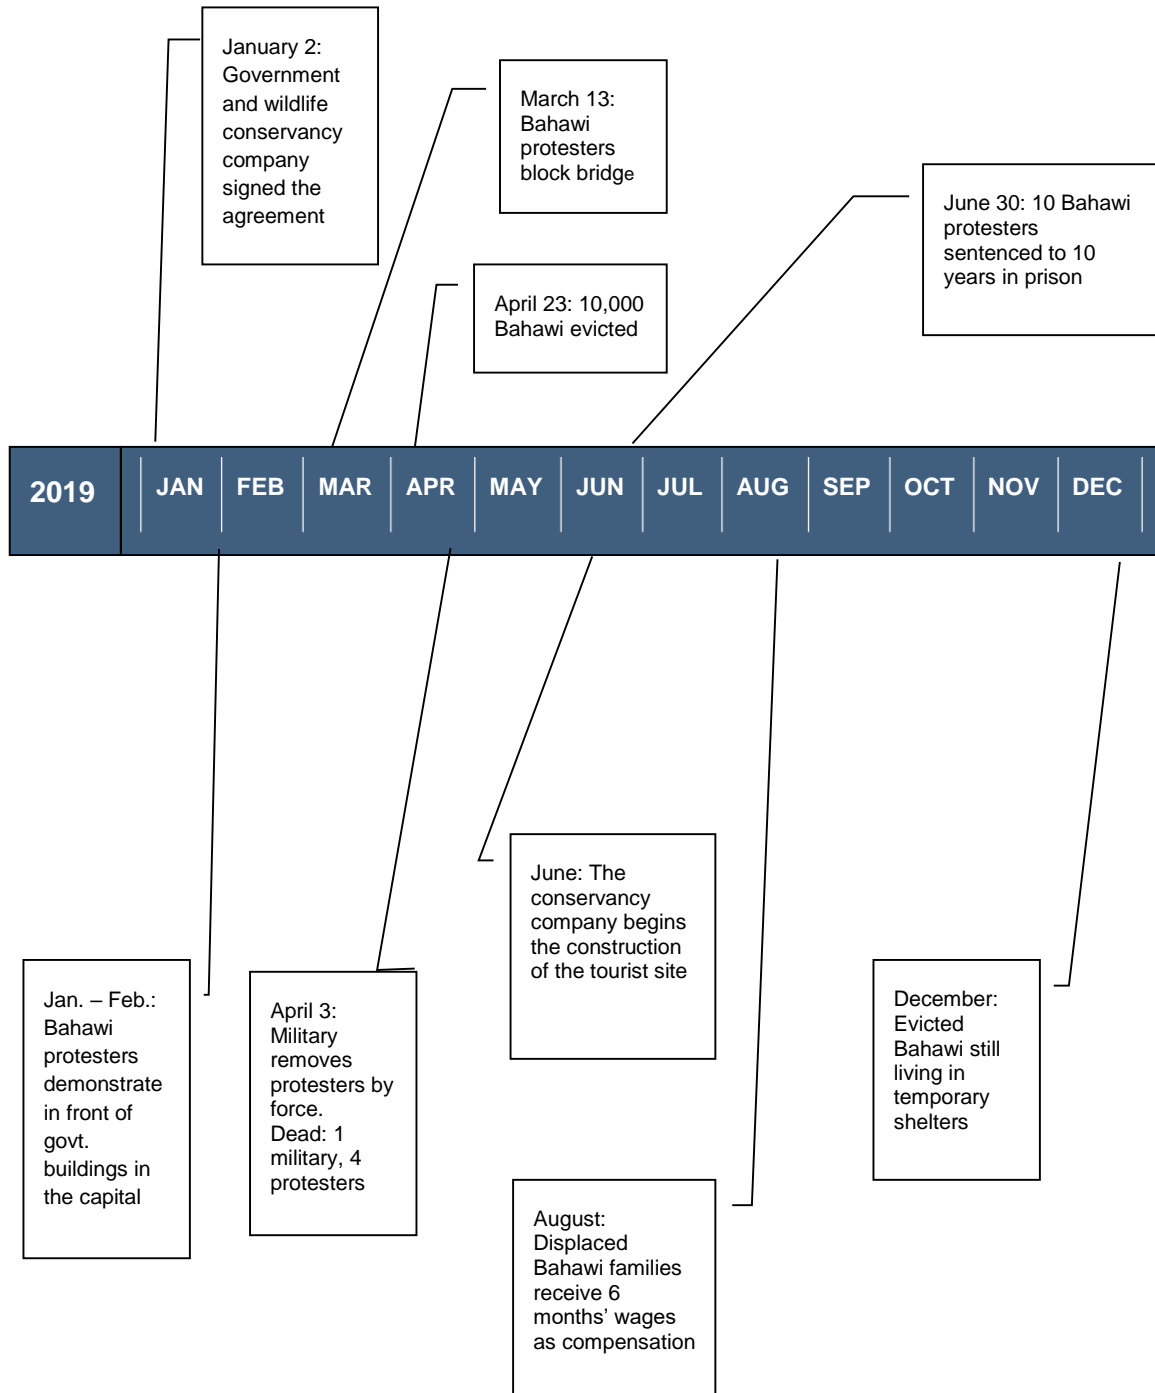 January 2:
Government
and wildlife
conservancy
company
signed the
agreement
March 13:
Bahawi
protesters
block bridge
April 23: 10,000
Bahawi evicted
June 30: 10 Bahawi
protesters
sentenced to 10
years in prison
2019 JAN FEB MAR APR MAY JUN JUL AUG SEP OCT NOV DEC
Jan. – Feb.:
Bahawi
protesters
demonstrate
in front of
govt.
buildings in
the capital
April 3:
Military
removes
protesters by
force.
Dead: 1
military, 4
protesters
June: The
conservancy
company begins
the construction
of the tourist site
August:
Displaced
Bahawi families
receive 6
months’ wages
as compensation
December:
Evicted
Bahawi still
living in
temporary
shelters